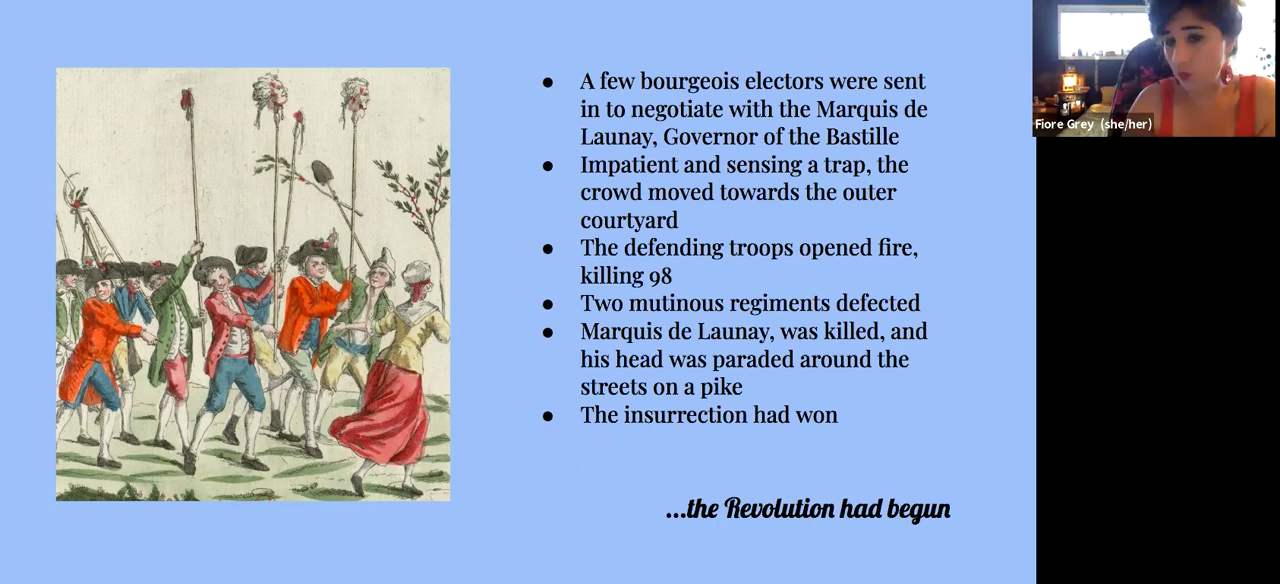 ● A few bourgeois electors were sent
in to negotiate with the Marquis de
Launay, Governor of the Bastille
● Impatient and sensing a trap, the
crowd moved towards the outer
courtyard
● The defending troops opened fire,
killing 98
● Two mutinous regiments defected
● Marquis de Launay, was killed, and
his head was paraded around the
streets on a pike
● The insurrection had won
...the Revolution had begun
Fiore Grey (she/her)